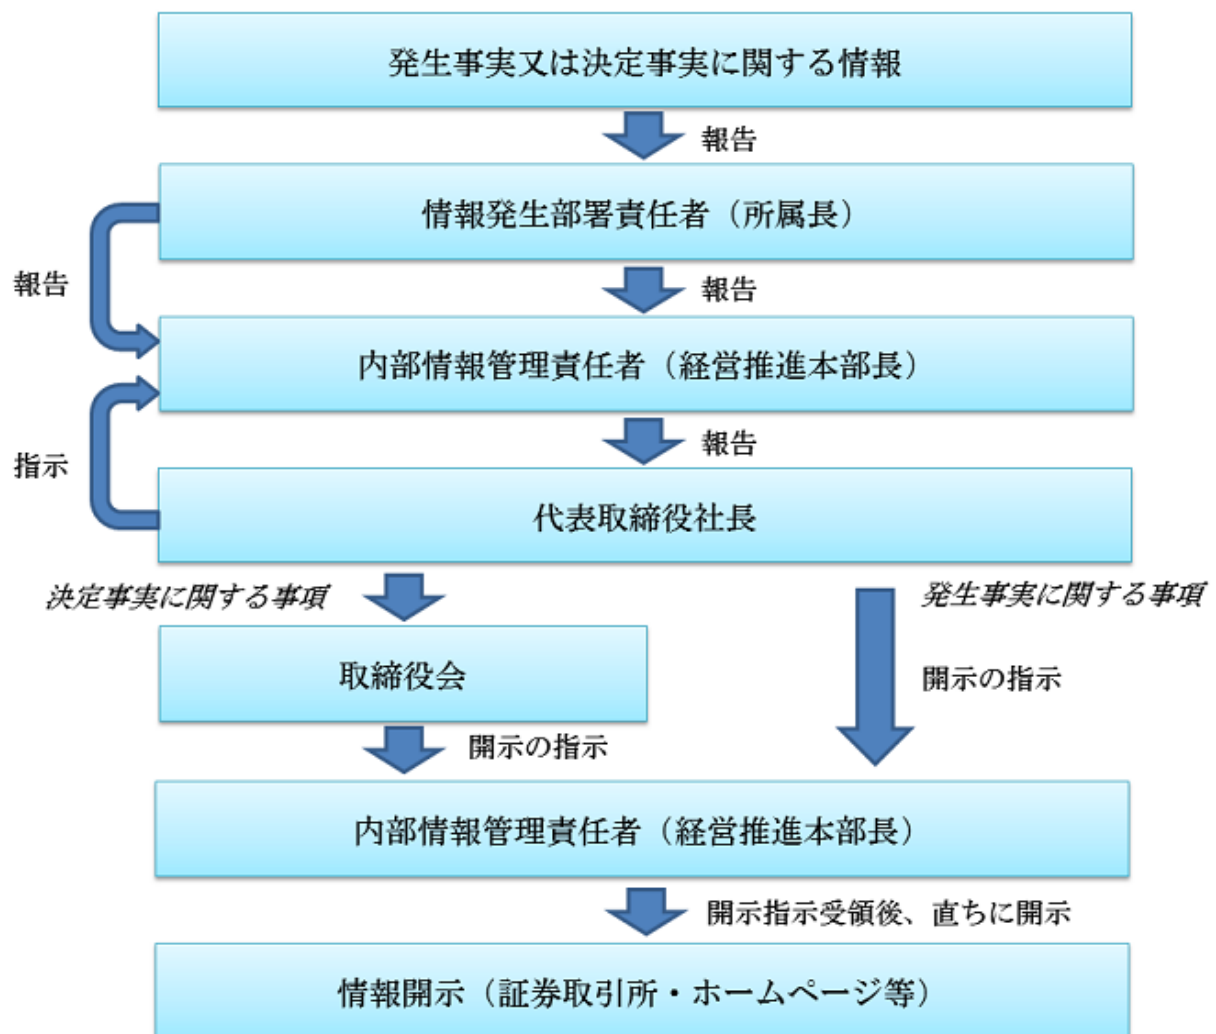 発生事実又は決定事実に関する情報
報告
情報発生部署責任者（所属長）
報告
報告
内部情報管理責任者（経営推進本部長）
報告
指示
代表取締役社長
決定事実に関する事項
発生事実に関する事項
取締役会
開示の指示
開示の指示
内部情報管理責任者（経営推進本部長）
開示指示受領後、直ちに開示
情報開示（証券取引所・ホームページ等）